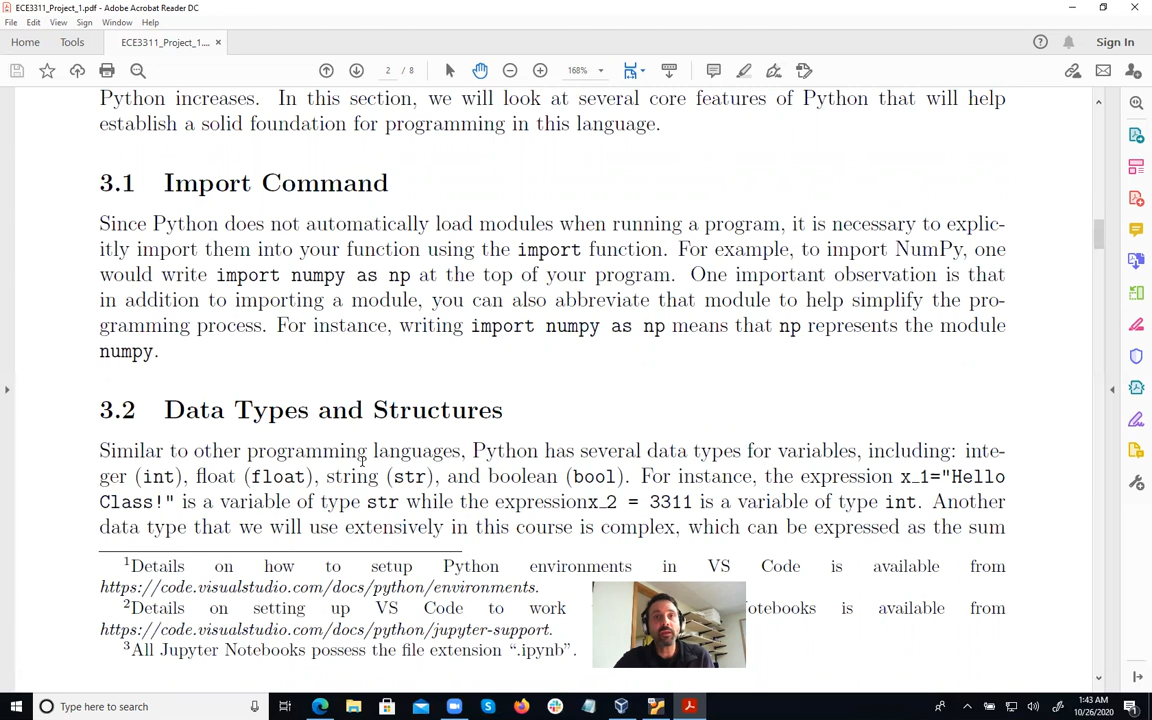 ECE3311_Project_1.pdf - Adobe Acrobat Reader DC
File Edit View Sign Window Help
Home Tools ECE3311_Project_1.... × Sign In
2 / 8 168%
Python increases. In this section, we will look at several core features of Python that will help
establish a solid foundation for programming in this language.
3.1 Import Command
Since Python does not automatically load modules when running a program, it is necessary to explic-
itly import them into your function using the import function. For example, to import NumPy, one
would write import numpy as np at the top of your program. One important observation is that
in addition to importing a module, you can also abbreviate that module to help simplify the pro-
gramming process. For instance, writing import numpy as np means that np represents the module
numpy.
3.2 Data Types and Structures
Similar to other programming languages, Python has several data types for variables, including: inte-
ger (int), float (float), string (str), and boolean (bool). For instance, the expression x_1="Hello
Class!" is a variable of type str while the expressionx_2 = 3311 is a variable of type int. Another
data type that we will use extensively in this course is complex, which can be expressed as the sum
1Details on how to setup Python environments in VS Code is available from
https://code.visualstudio.com/docs/python/environments.
2Details on setting up VS Code to work otebooks is available from
https://code.visualstudio.com/docs/python/jupyter-support.
3All Jupyter Notebooks possess the file extension “.ipynb”.
Type here to search
1:43 AM
10/26/2020